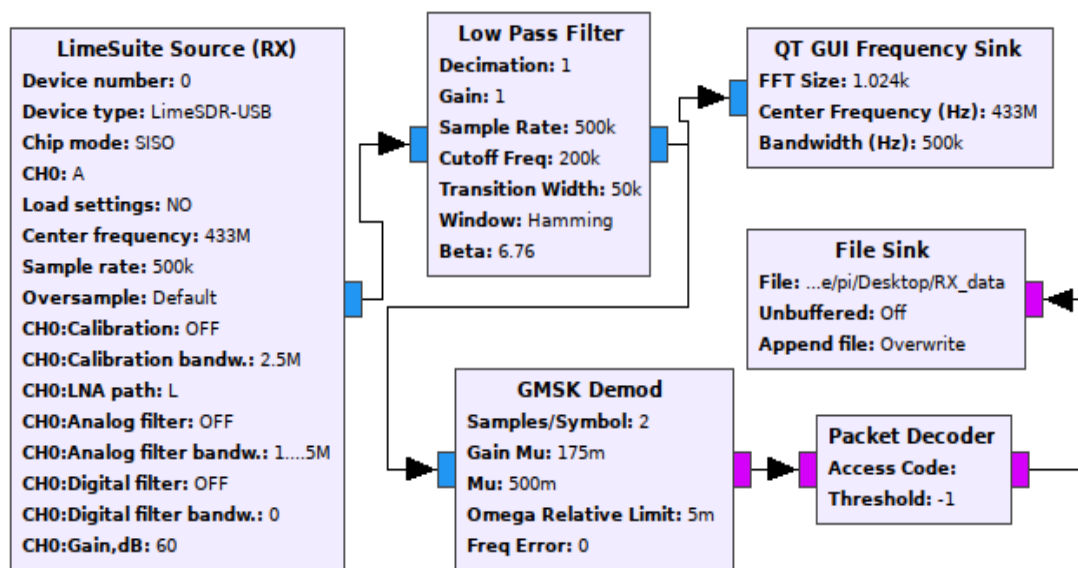 LimeSuite Source (RX)
Device number: 0
Device type: LimeSDR-USB
Chip mode: SISO
CH0: A
Load settings: NO
Center frequency: 433M
Sample rate: 500k
Oversample: Default
CH0:Calibration: OFF
CH0:Calibration bandw.: 2.5M
CH0:LNA path: L
CH0:Analog filter: OFF
CH0:Analog filter bandw.: 1....5M
CH0:Digital filter: OFF
CH0:Digital filter bandw.: 0
CH0:Gain,dB: 60
Low Pass Filter
Decimation: 1
Gain: 1
Sample Rate: 500k
Cutoff Freq: 200k
Transition Width: 50k
Window: Hamming
Beta: 6.76
QT GUI Frequency Sink
FFT Size: 1.024k
Center Frequency (Hz): 433M
Bandwidth (Hz): 500k
File Sink
File: ...e/pi/Desktop/RX_data
Unbuffered: Off
Append file: Overwrite
GMSK Demod
Samples/Symbol: 2
Gain Mu: 175m
Mu: 500m
Omega Relative Limit: 5m
Freq Error: 0
Packet Decoder
Access Code:
Threshold: -1